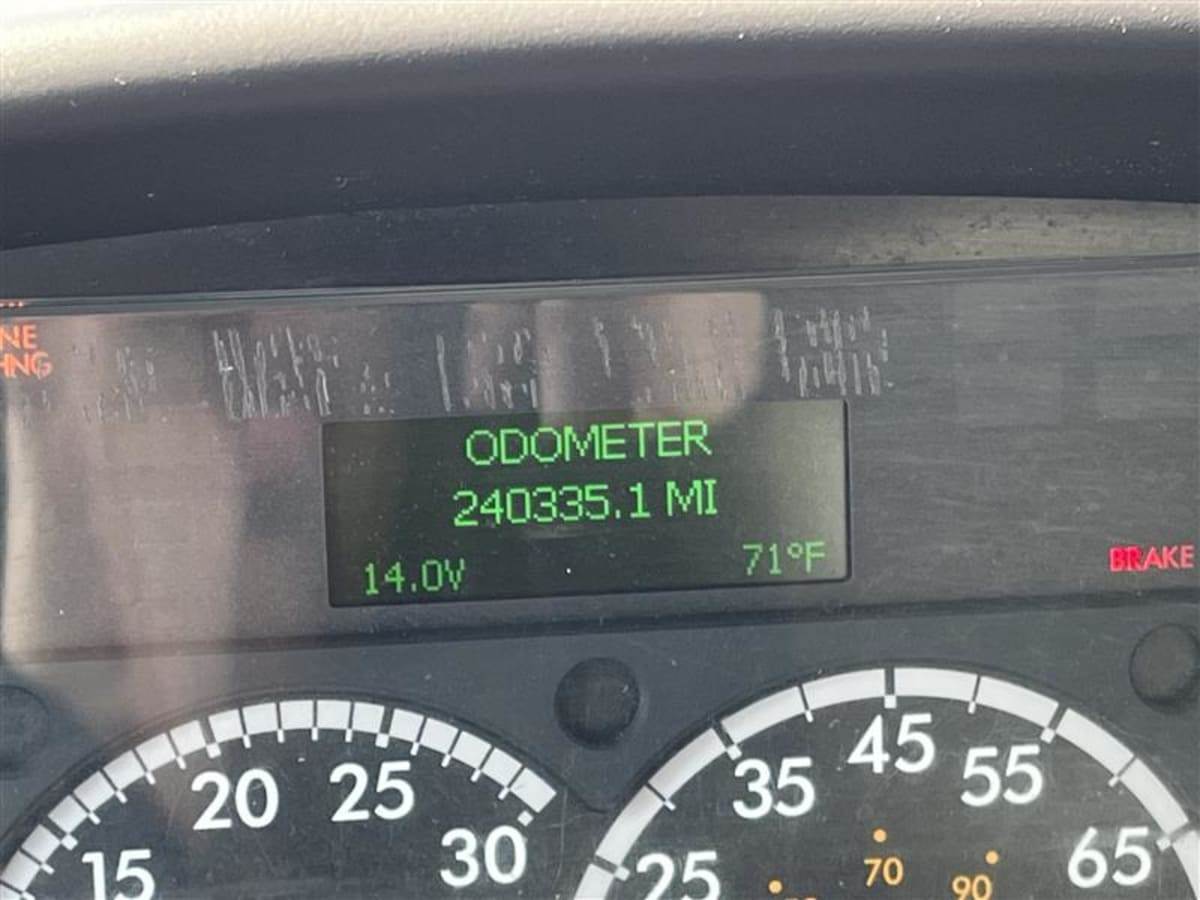 NE
HNG
ODOMETER
240335.1 MI
14.0V 71°F
BRAKE
15 20 25 30
25 35 45 55 65
70 90